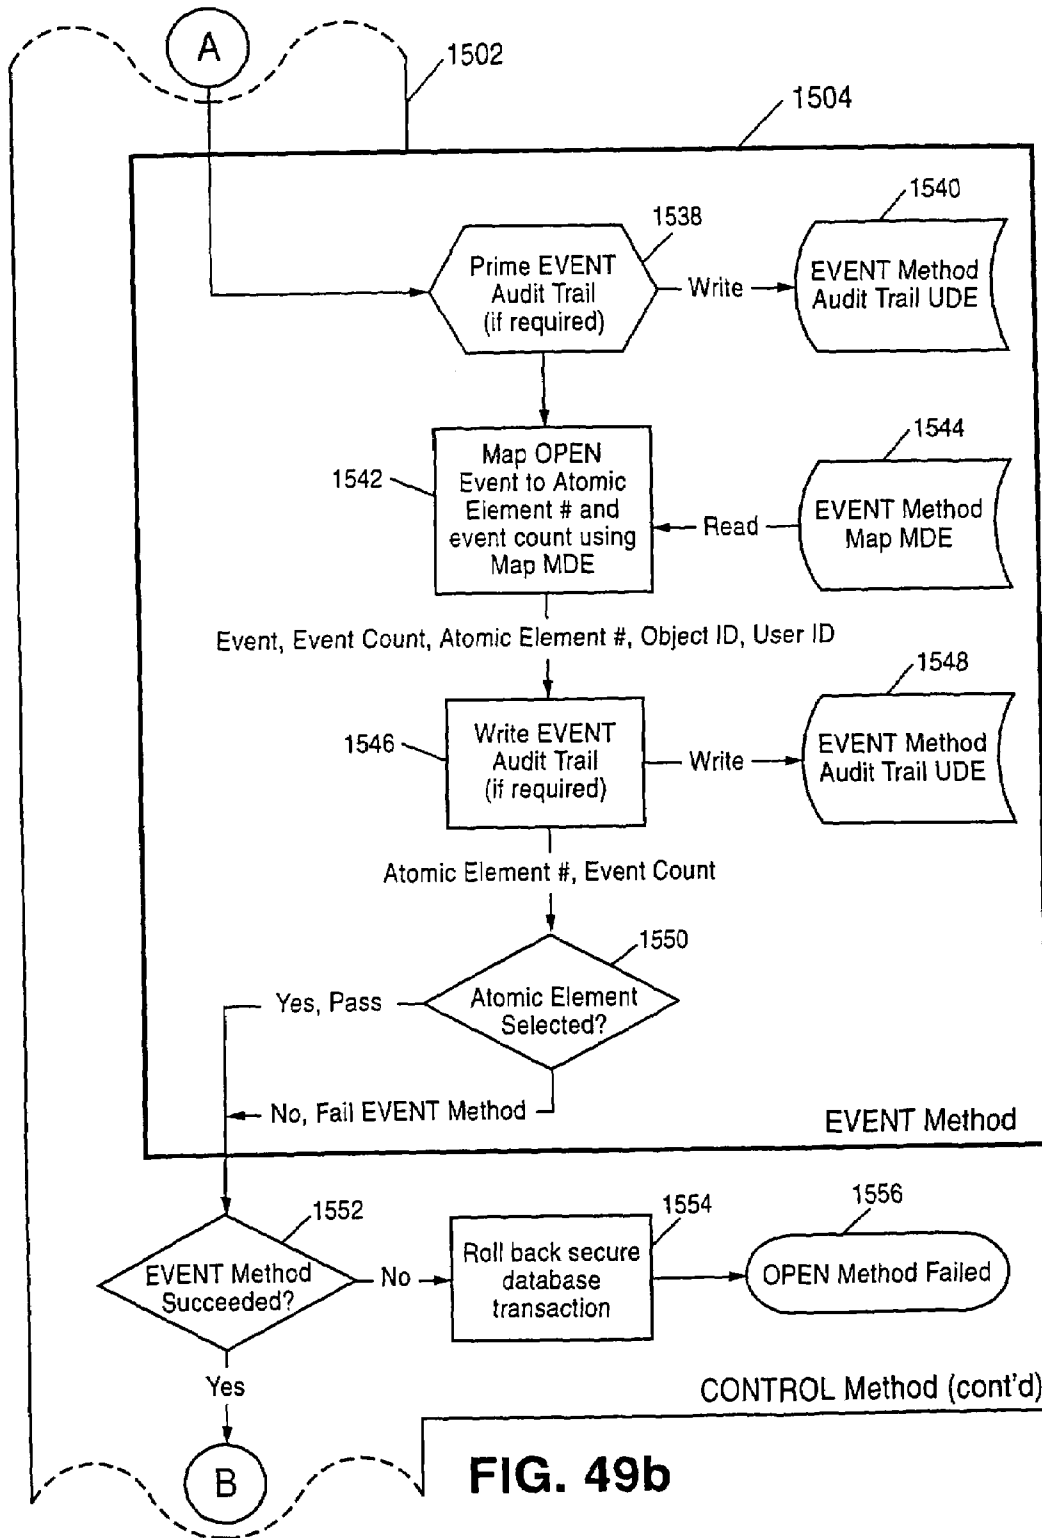 A
1502
1504
1538
1540
Prime EVENT
Audit Trail
(if required)
Write
EVENT Method
Audit Trail UDE
1542
Map OPEN
Event to Atomic
Element # and
event count using
Map MDE
Read
1544
EVENT Method
Map MDE
Event, Event Count, Atomic Element #, Object ID, User ID
1546
Write EVENT
Audit Trail
(if required)
Write
1548
EVENT Method
Audit Trail UDE
Atomic Element #, Event Count
1550
Yes, Pass
Atomic Element
Selected?
No, Fail EVENT Method
EVENT Method
1552
EVENT Method
Succeeded?
No
1554
Roll back secure
database
transaction
1556
OPEN Method Failed
Yes
CONTROL Method (cont'd)
B
FIG. 49b